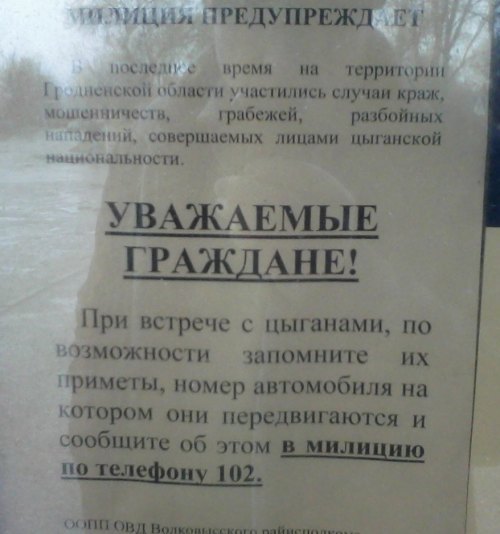 МИЛИЦИЯ ПРЕДУПРЕЖДАЕТ
В последнее время на территории
Гродненской области участились случаи краж,
мошенничеств, грабежей, разбойных
нападений, совершаемых лицами цыганской
национальности.
УВАЖАЕМЫЕ
ГРАЖДАНЕ!
При встрече с цыганами, по
возможности запомните их
приметы, номер автомобиля на
котором они передвигаются и
сообщите об этом в милицию
по телефону 102.
ООПП ОВД Волковысского райисполкома